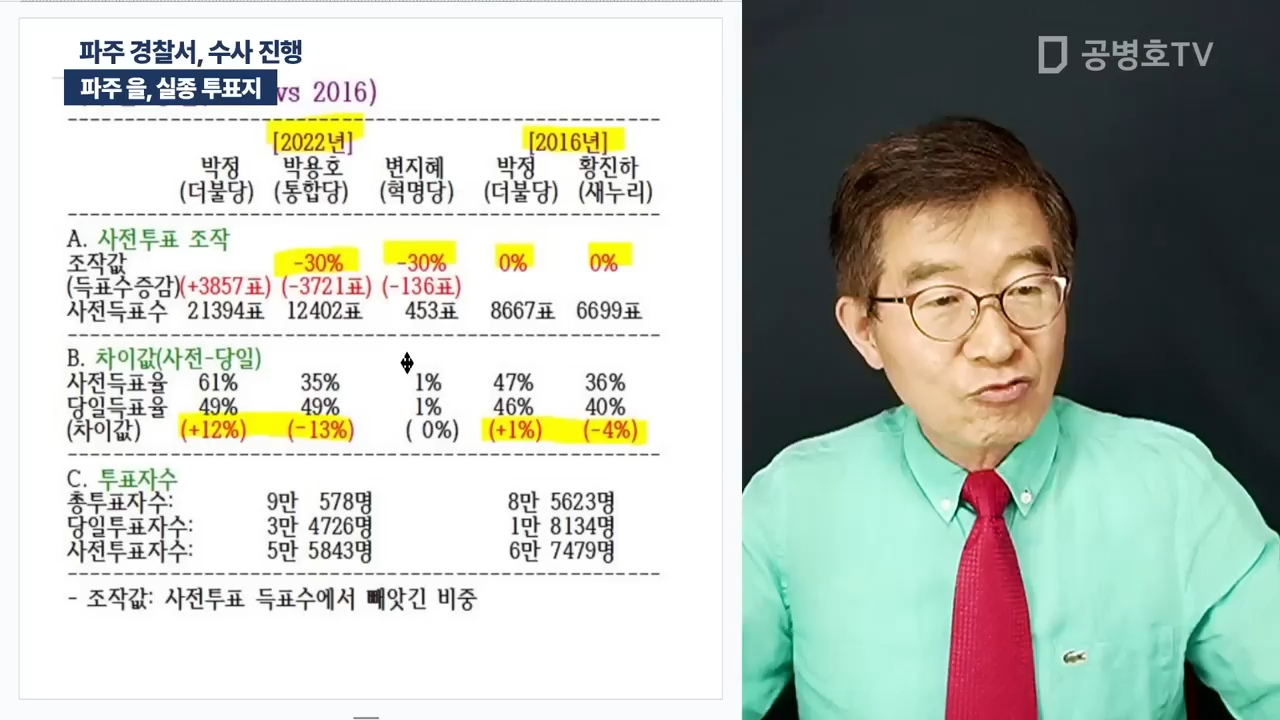 파주 경찰서, 수사 진행
파주 을, 실종 투표지
vs 2016)
공병호TV
[2022년] [2016년]
박정 박용호 변지혜 박정 황진하
(더불당) (통합당) (혁명당) (더불당) (새누리)
A. 사전투표 조작
조작값 -30% -30% 0% 0%
(득표수증감)(+3857표) (-3721표) (-136표)
사전득표수 21394표 12402표 453표 8667표 6699표
B. 차이값(사전-당일)
사전득표율 61% 35% 1% 47% 36%
당일득표율 49% 49% 1% 46% 40%
(차이값) (+12%) (-13%) ( 0%) (+1%) (-4%)
C. 투표자수
총투표자수: 9만 578명 8만 5623명
당일투표자수: 3만 4726명 1만 8134명
사전투표자수: 5만 5843명 6만 7479명
- 조작값: 사전투표 득표수에서 빼앗긴 비중